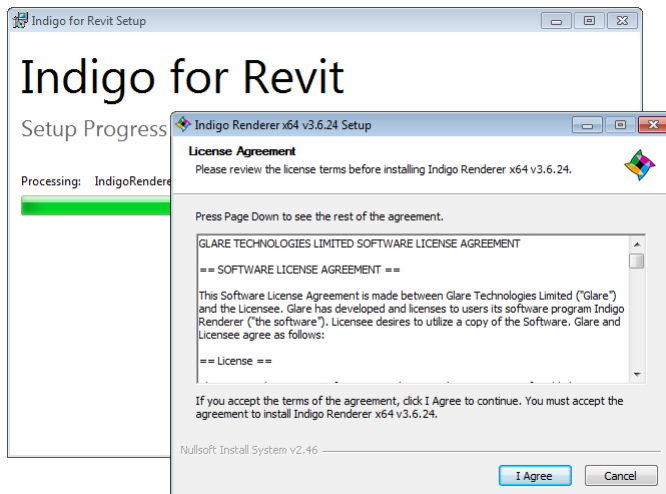 Indigo for Revit Setup
Indigo for Revit
Setup Progress
Processing: IndigoRendere
Indigo Renderer x64 v3.6.24 Setup
License Agreement
Please review the license terms before installing Indigo Renderer x64 v3.6.24.
Press Page Down to see the rest of the agreement.
GLARE TECHNOLOGIES LIMITED SOFTWARE LICENSE AGREEMENT
== SOFTWARE LICENSE AGREEMENT ==
This Software License Agreement is made between Glare Technologies Limited ("Glare")
and the Licensee. Glare has developed and licenses to users its software program Indigo
Renderer ("the software"). Licensee desires to utilize a copy of the Software. Glare and
Licensee agree as follows:
== License ==
If you accept the terms of the agreement, click I Agree to continue. You must accept the
agreement to install Indigo Renderer x64 v3.6.24.
Nullsoft Install System v2.46
I Agree
Cancel